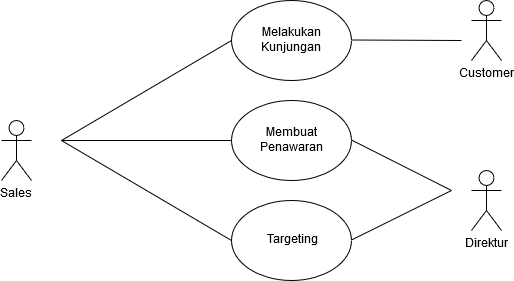 Melakukan
Kunjungan
Customer
Membuat
Penawaran
Sales
Targeting
Direktur